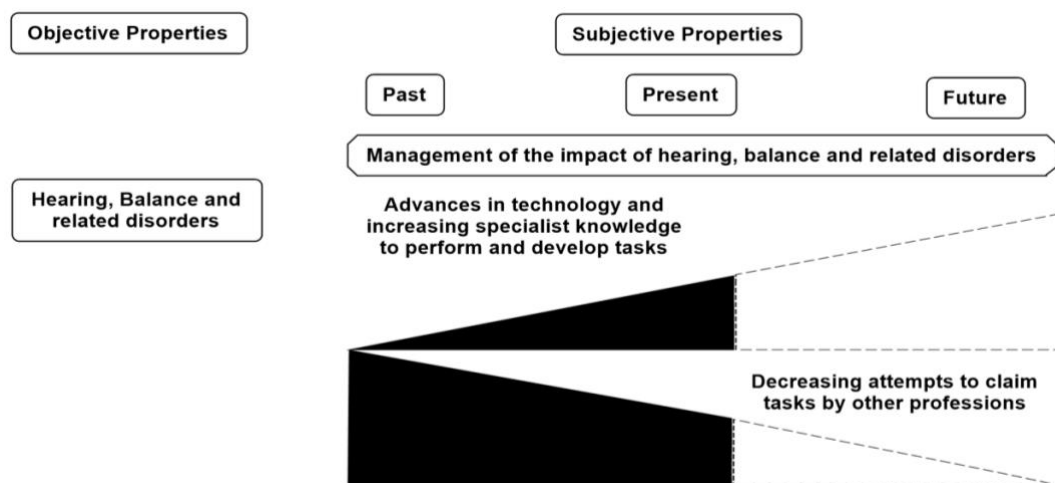 Objective Properties
Subjective Properties
Past
Present
Future
Management of the impact of hearing, balance and related disorders
Hearing, Balance and
related disorders
Advances in technology and
increasing specialist knowledge
to perform and develop tasks
Decreasing attempts to claim
tasks by other professions